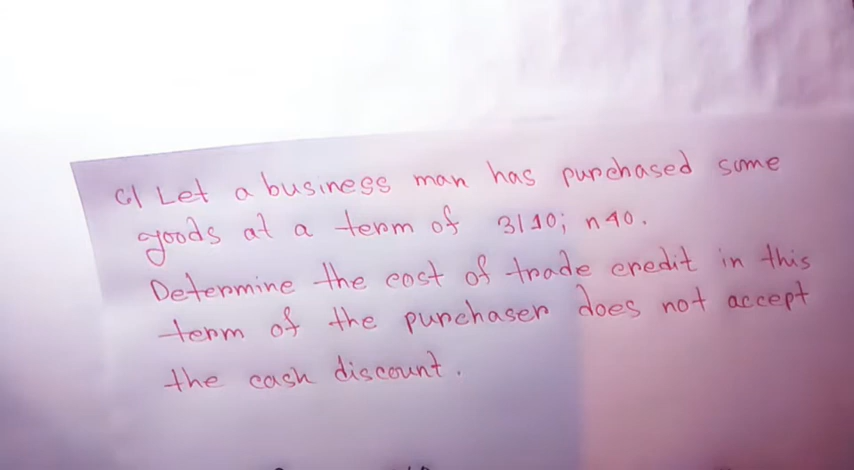 G) Let a business man has purchased some
goods at a term of 3/10; n40.
Determine the cost of trade credit in this
term of the purchaser does not accept
the cash discount.